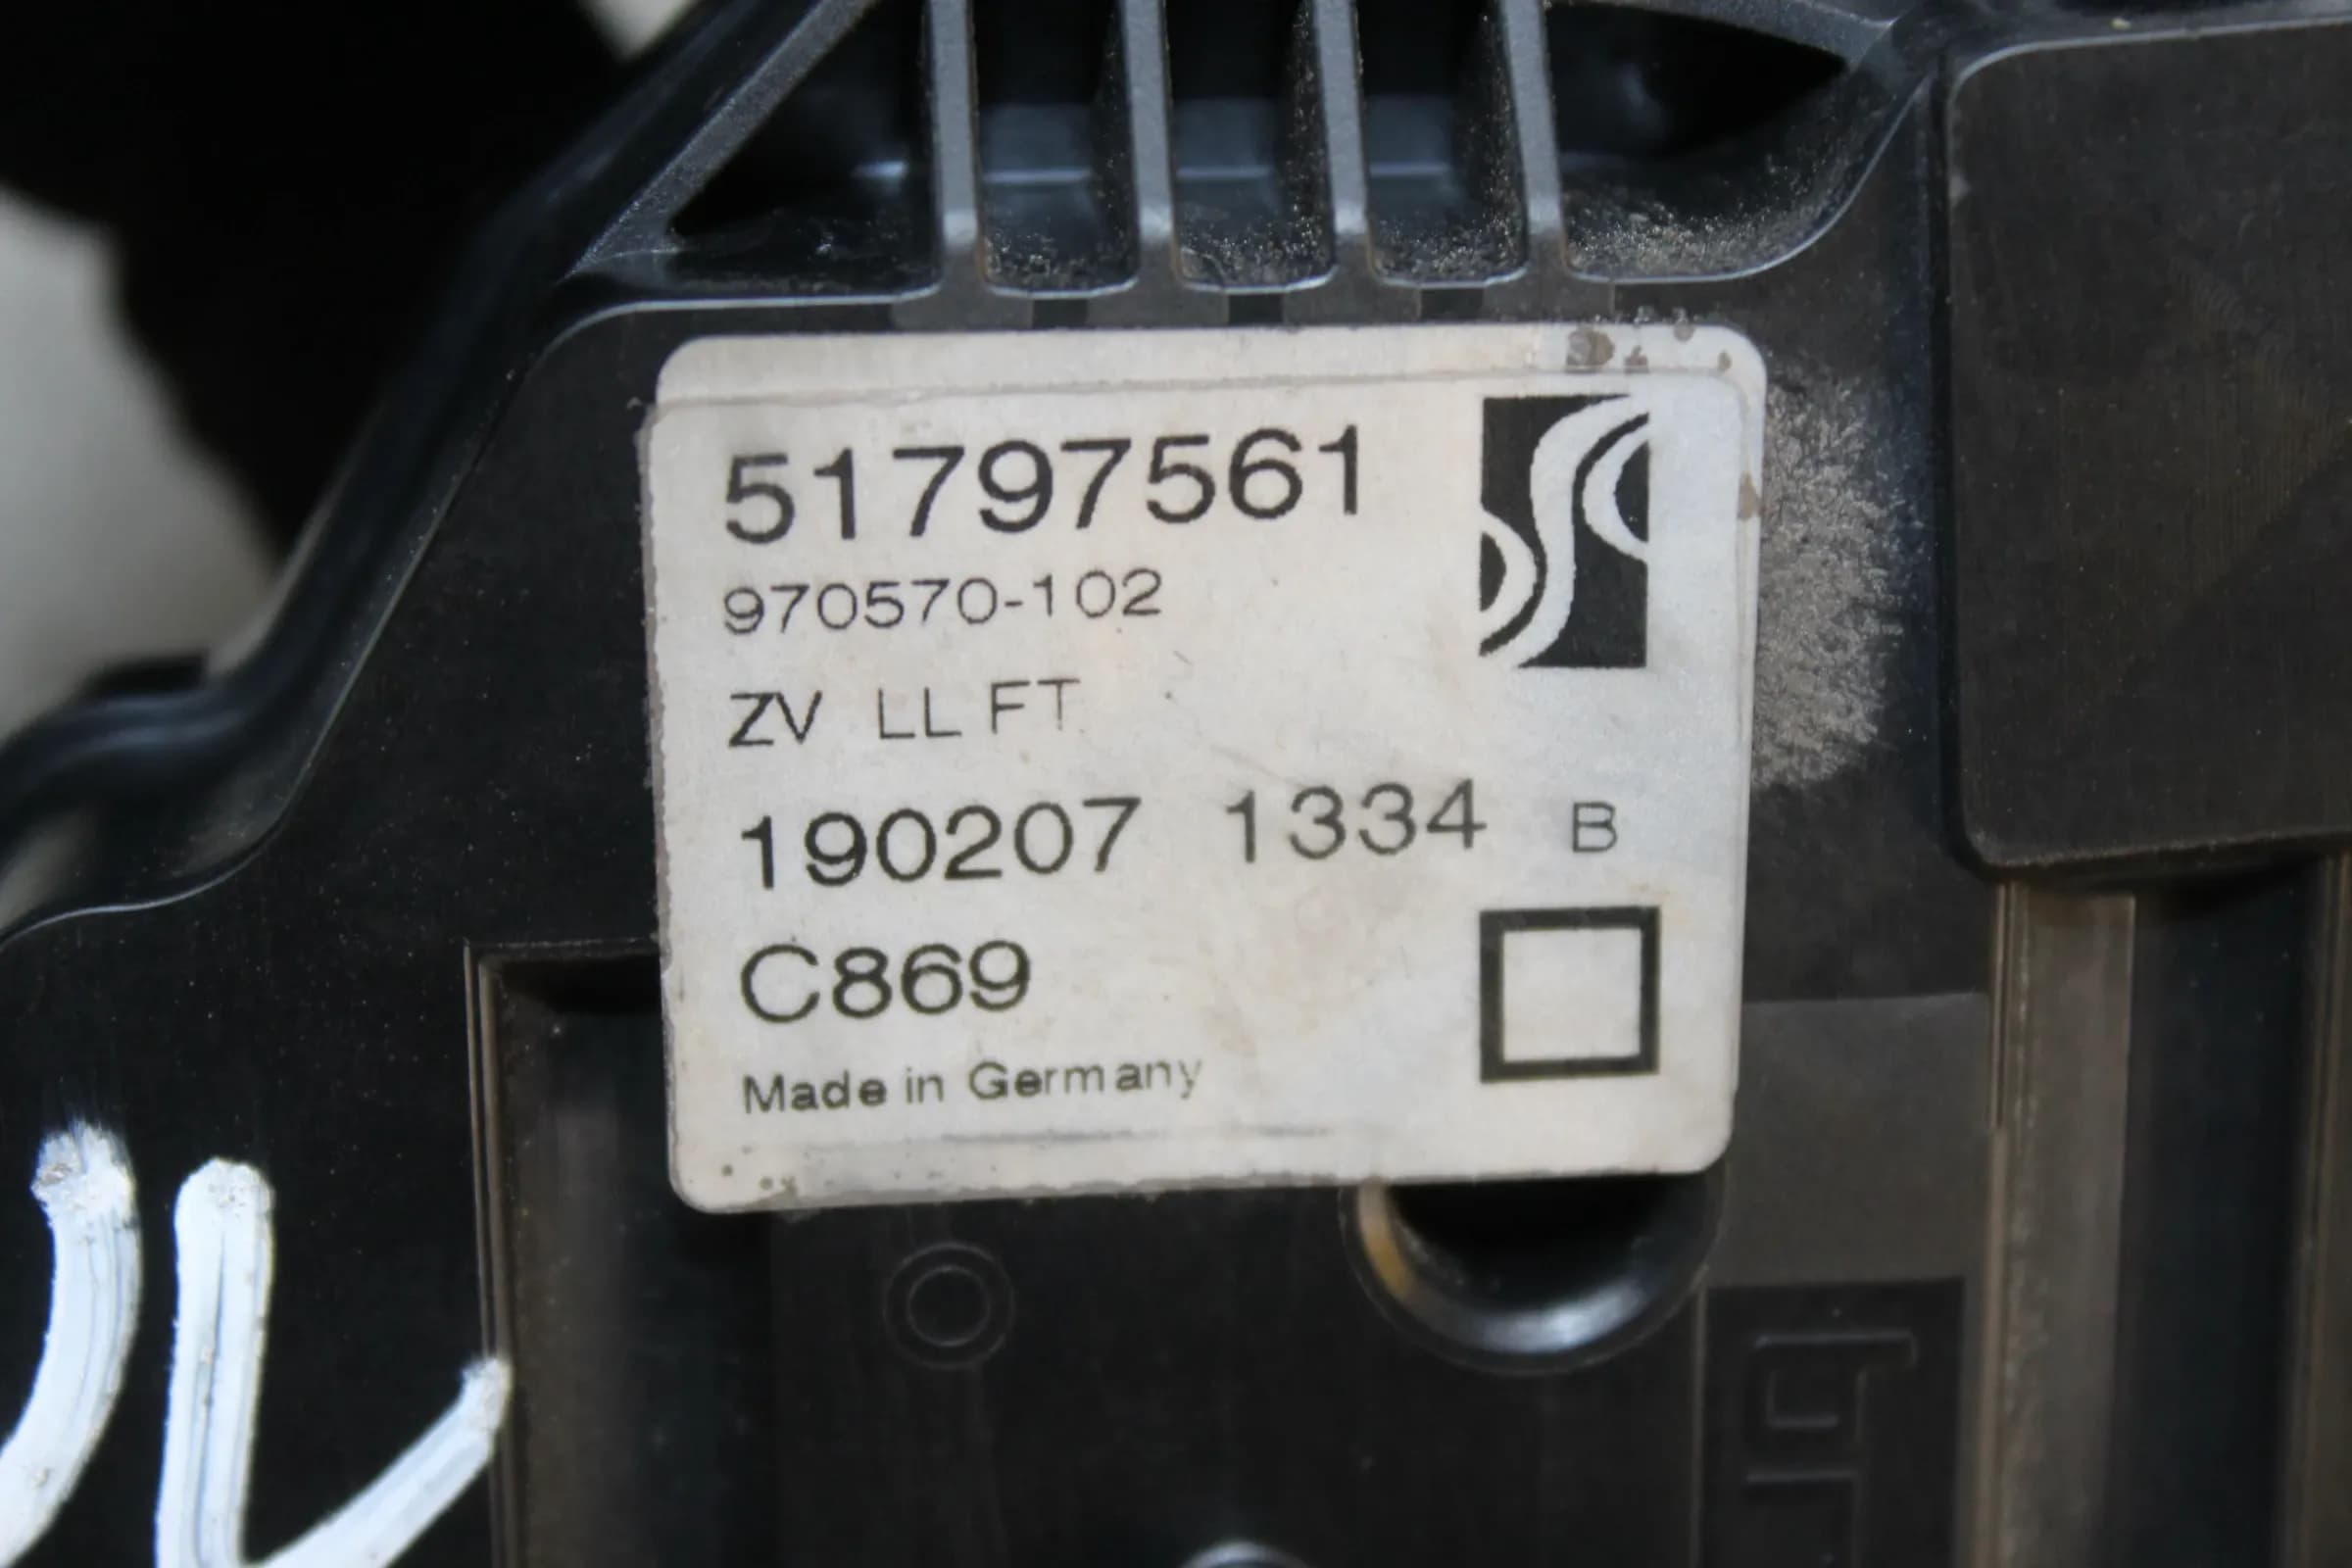 51797561
970570-102
ZV LL FT
190207 1334 B
C869
Made in Germany